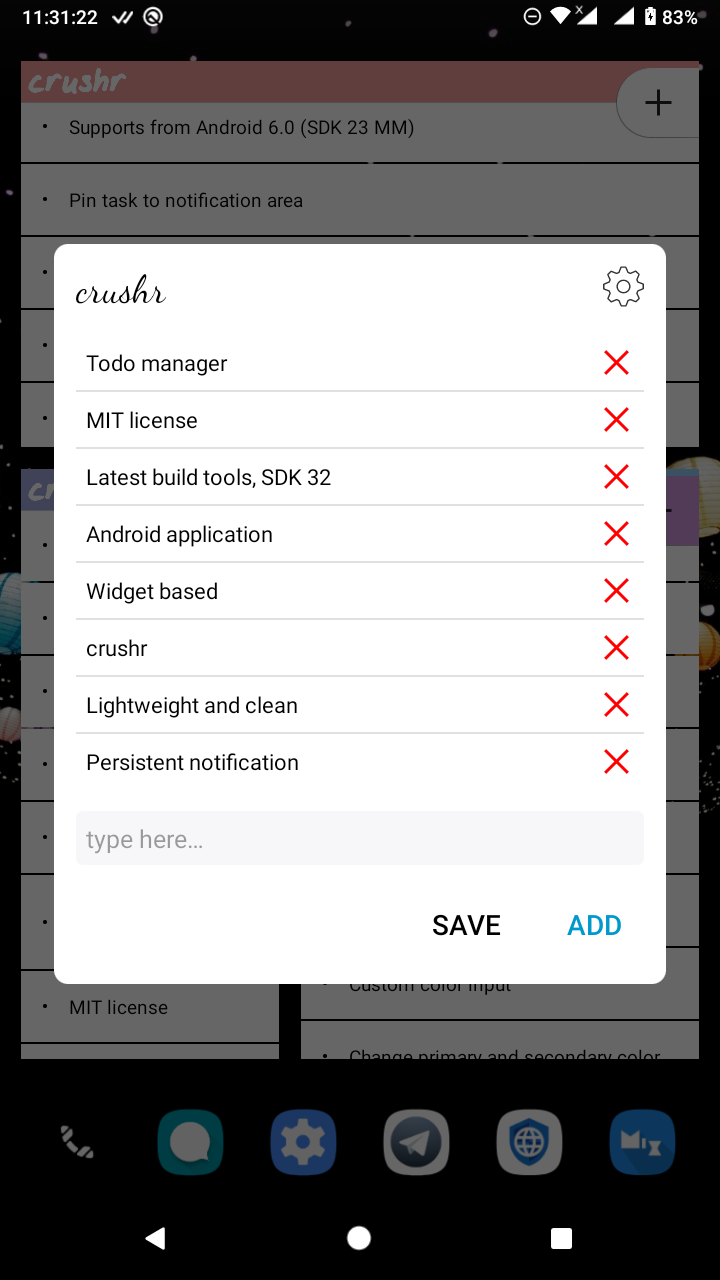 11:31:22
83%
crushr
Supports from Android 6.0 (SDK 23 MM)
Pin task to notification area
crushr
Todo manager
MIT license
Latest build tools, SDK 32
Android application
Widget based
crushr
Lightweight and clean
Persistent notification
type here...
SAVE
ADD
Custom color input
MIT license
Change primary and secondary color
MiX